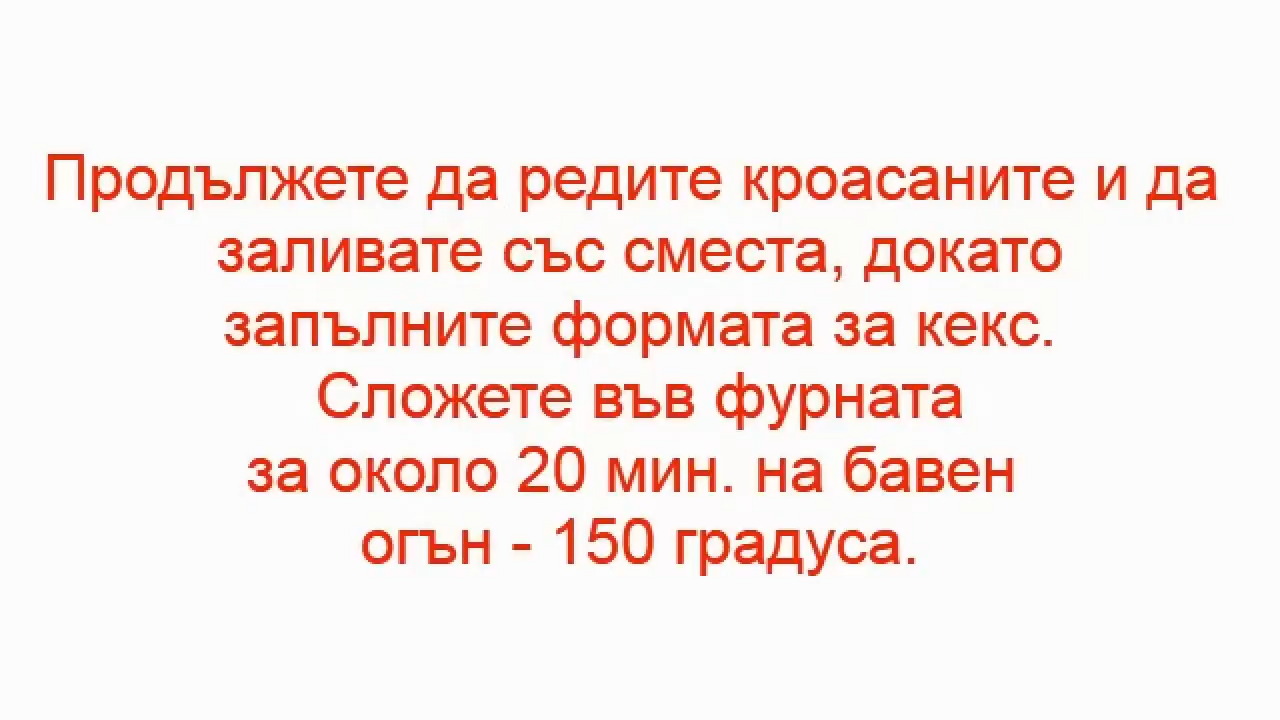 Продължете да редите кроасаните и да
заливате със сместа, докато
запълните формата за кекс.
Сложете във фурната
за около 20 мин. на бавен
огън - 150 градуса.